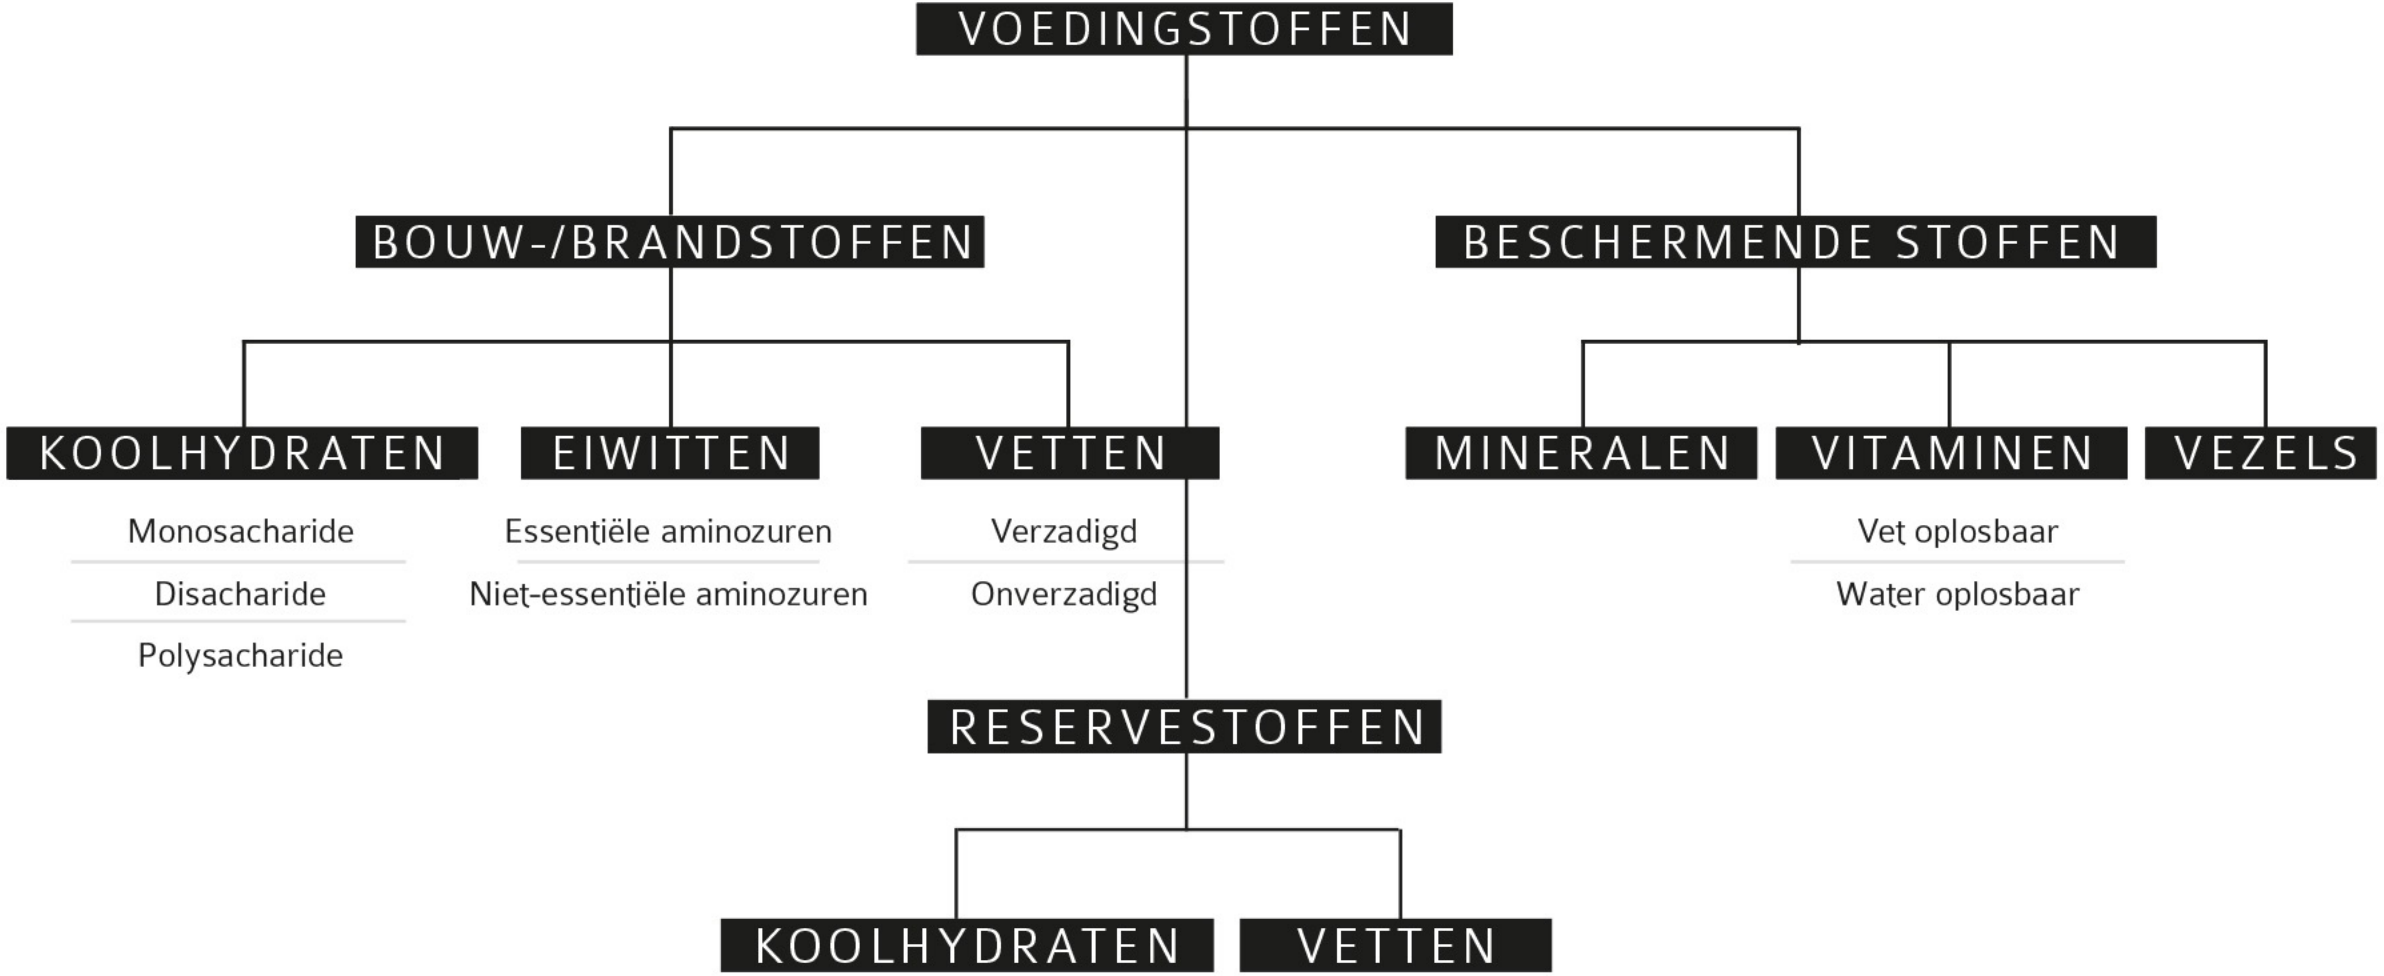 VOEDINGSTOFFEN
BOUW-/BRANDSTOFFEN
BESCHERMENDE STOFFEN
KOOLHYDRATEN
EIWITTEN
VETTEN
MINERALEN
VITAMINEN
VEZELS
Monosacharide
Disacharide
Polysacharide
Essentiële aminozuren
Niet-essentiële aminozuren
Verzadigd
Onverzadigd
Vet oplosbaar
Water oplosbaar
RESERVESTOFFEN
KOOLHYDRATEN
VETTEN